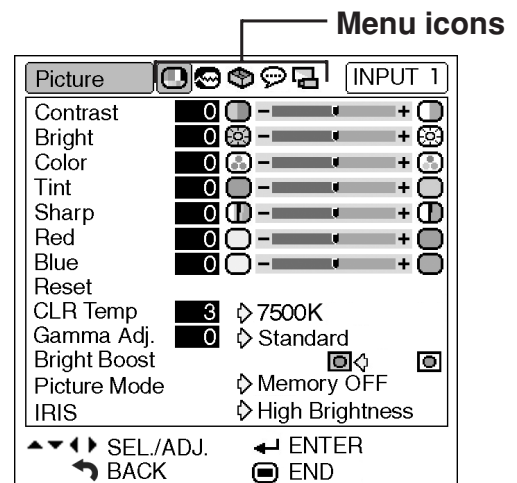 Menu icons
Picture INPUT 1
Contrast 0 - +
Bright 0 - +
Color 0 - +
Tint 0 - +
Sharp 0 - +
Red 0 - +
Blue 0 - +
Reset
CLR Temp 3 7500K
Gamma Adj. 0 Standard
Bright Boost
Picture Mode Memory OFF
IRIS High Brightness
SEL./ADJ. ENTER
BACK END